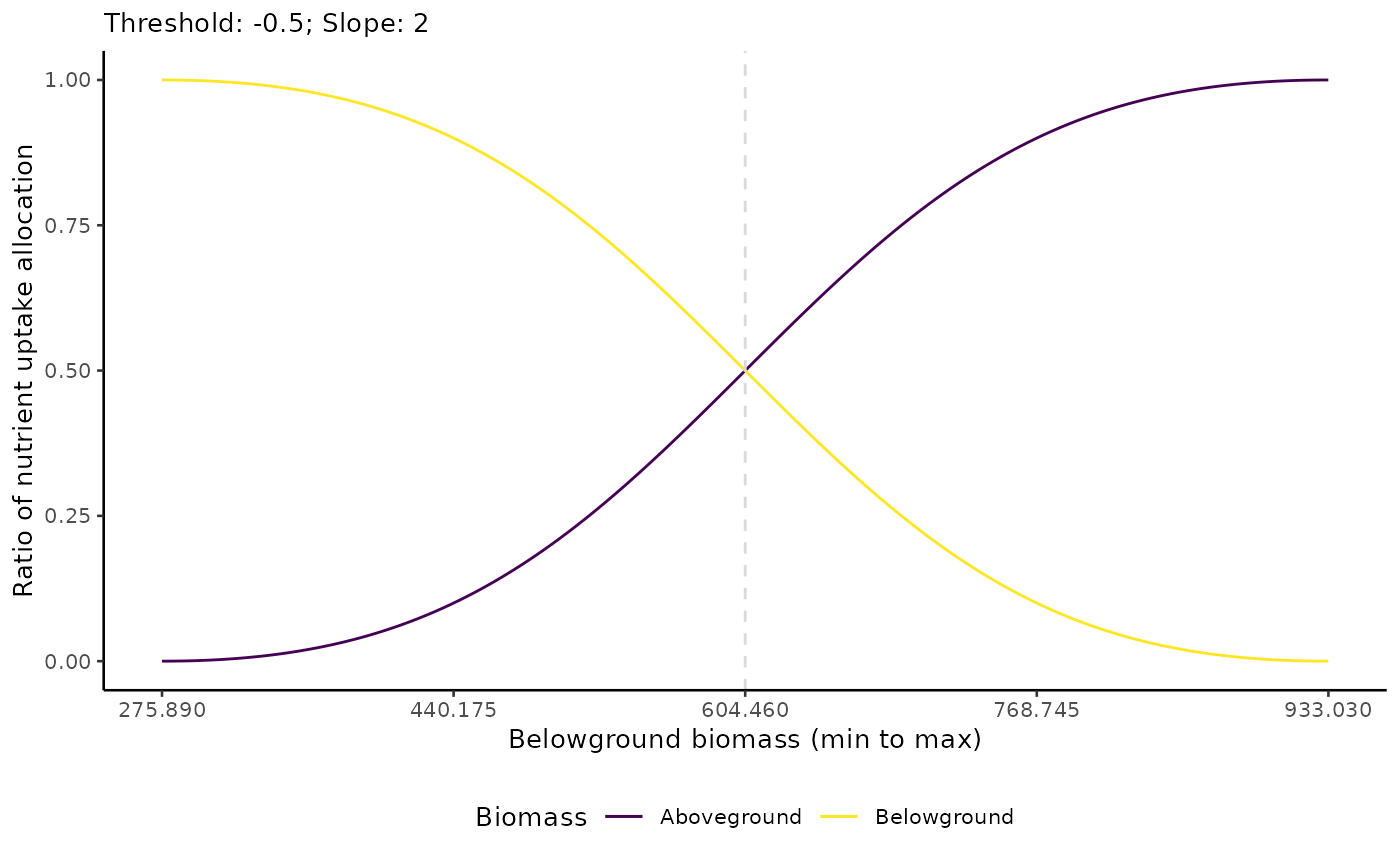 Threshold: -0.5; Slope: 2
Ratio of nutrient uptake allocation
1.00
0.75
0.50
0.25
0.00
275.890 440.175 604.460 768.745 933.030
Belowground biomass (min to max)
Biomass Aboveground Belowground